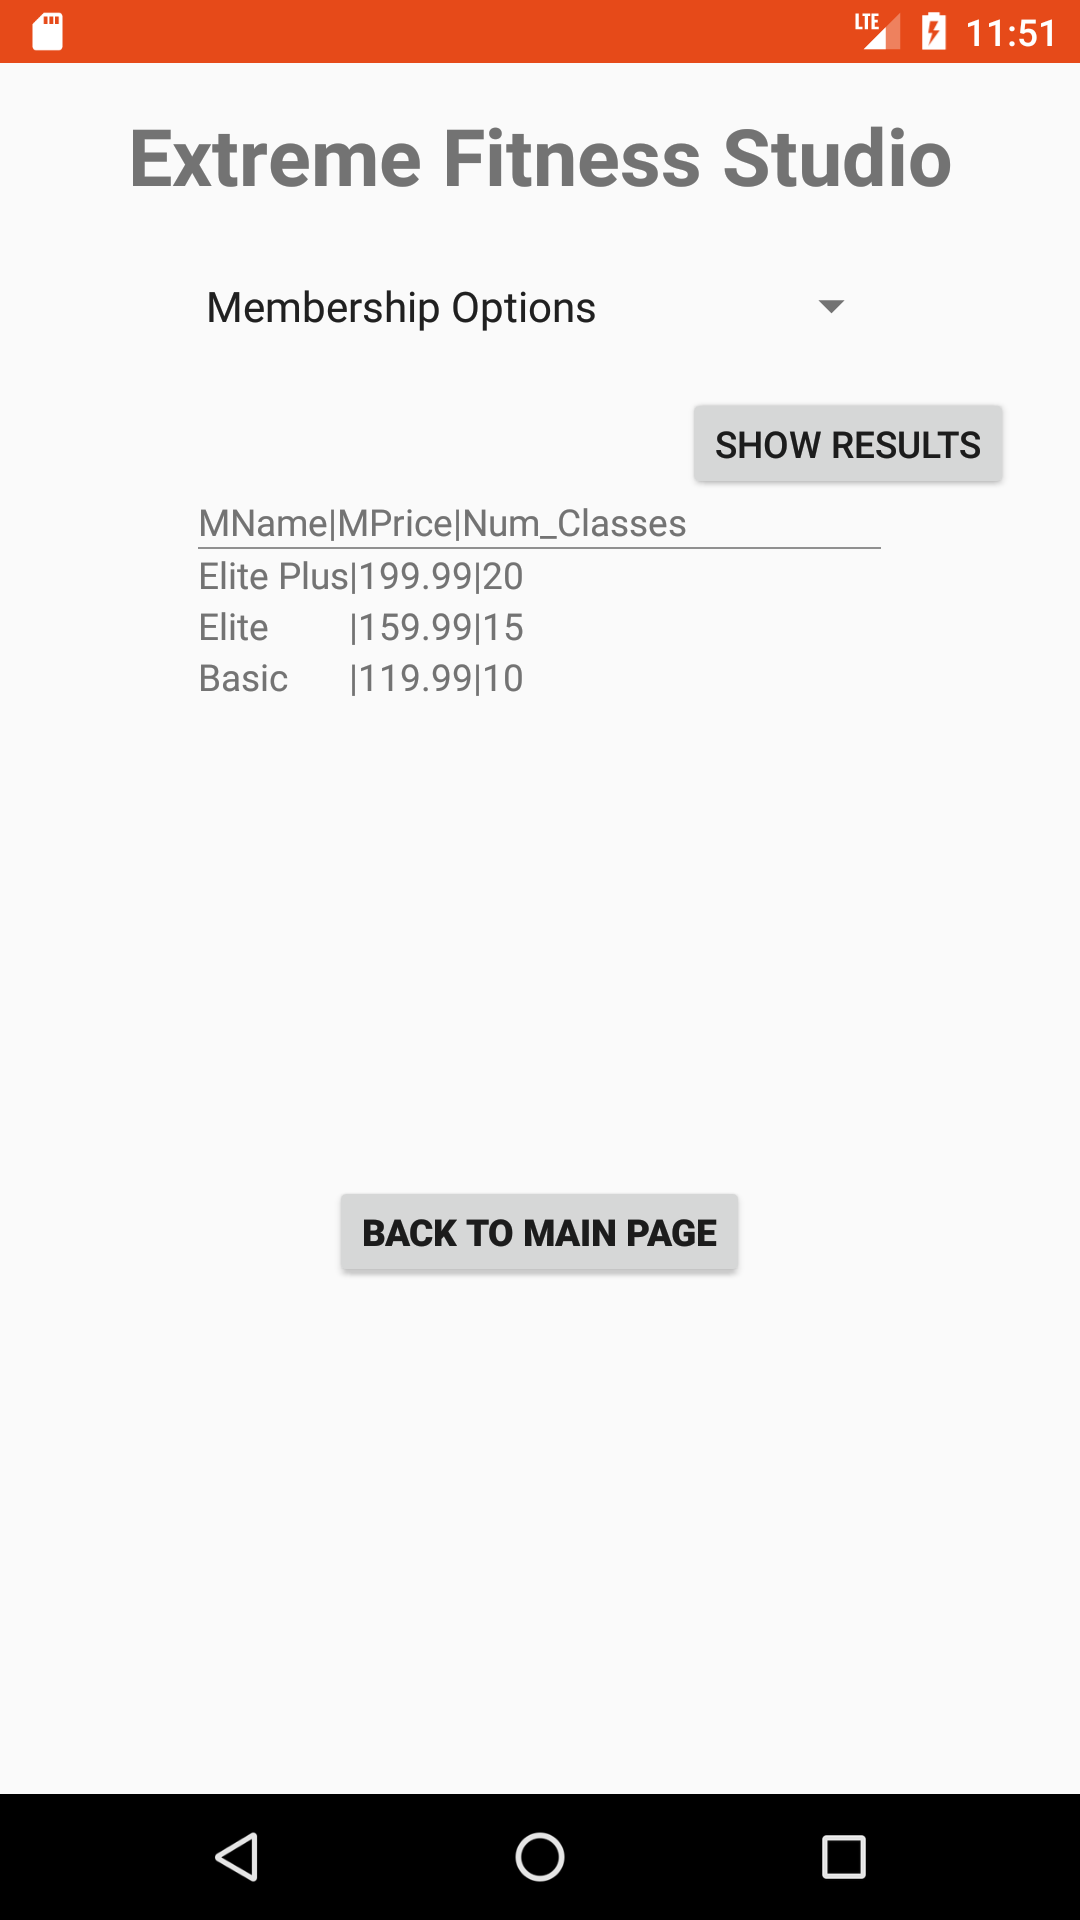 LTE 11:51
Extreme Fitness Studio
Membership Options
SHOW RESULTS
MName|MPrice|Num_Classes
Elite Plus|199.99|20
Elite |159.99|15
Basic |119.99|10
BACK TO MAIN PAGE